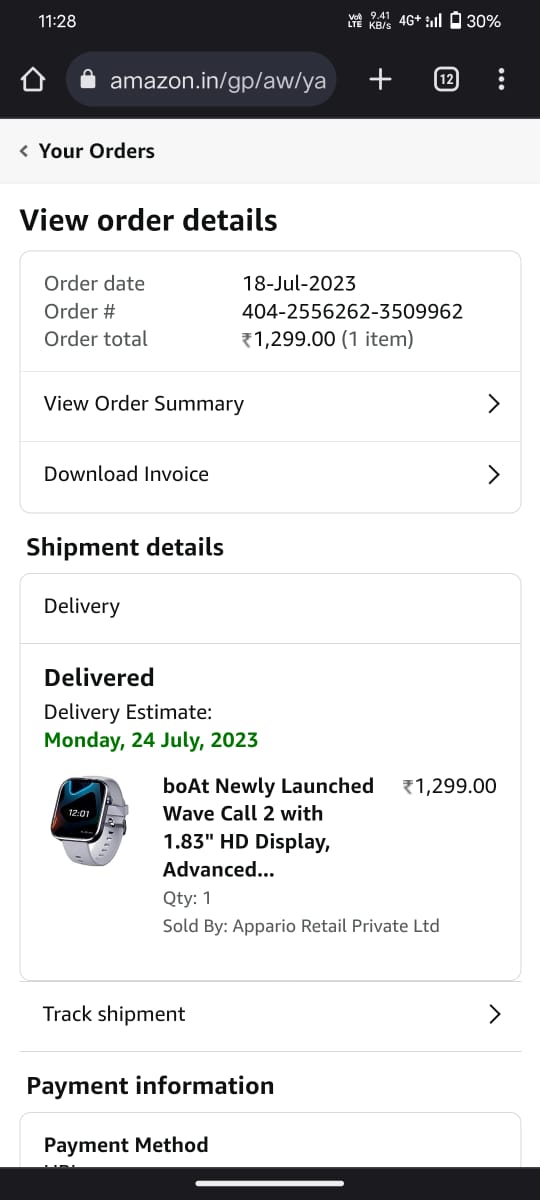 11:28
Vo) LTE 9.41 KB/s 4G+ 30%
amazon.in/gp/aw/ya
12
Your Orders
View order details
Order date 18-Jul-2023
Order # 404-2556262-3509962
Order total ₹1,299.00 (1 item)
View Order Summary
Download Invoice
Shipment details
Delivery
Delivered
Delivery Estimate:
Monday, 24 July, 2023
12:01
boAt Newly Launched ₹1,299.00
Wave Call 2 with
1.83" HD Display,
Advanced...
Qty: 1
Sold By: Appario Retail Private Ltd
Track shipment
Payment information
Payment Method